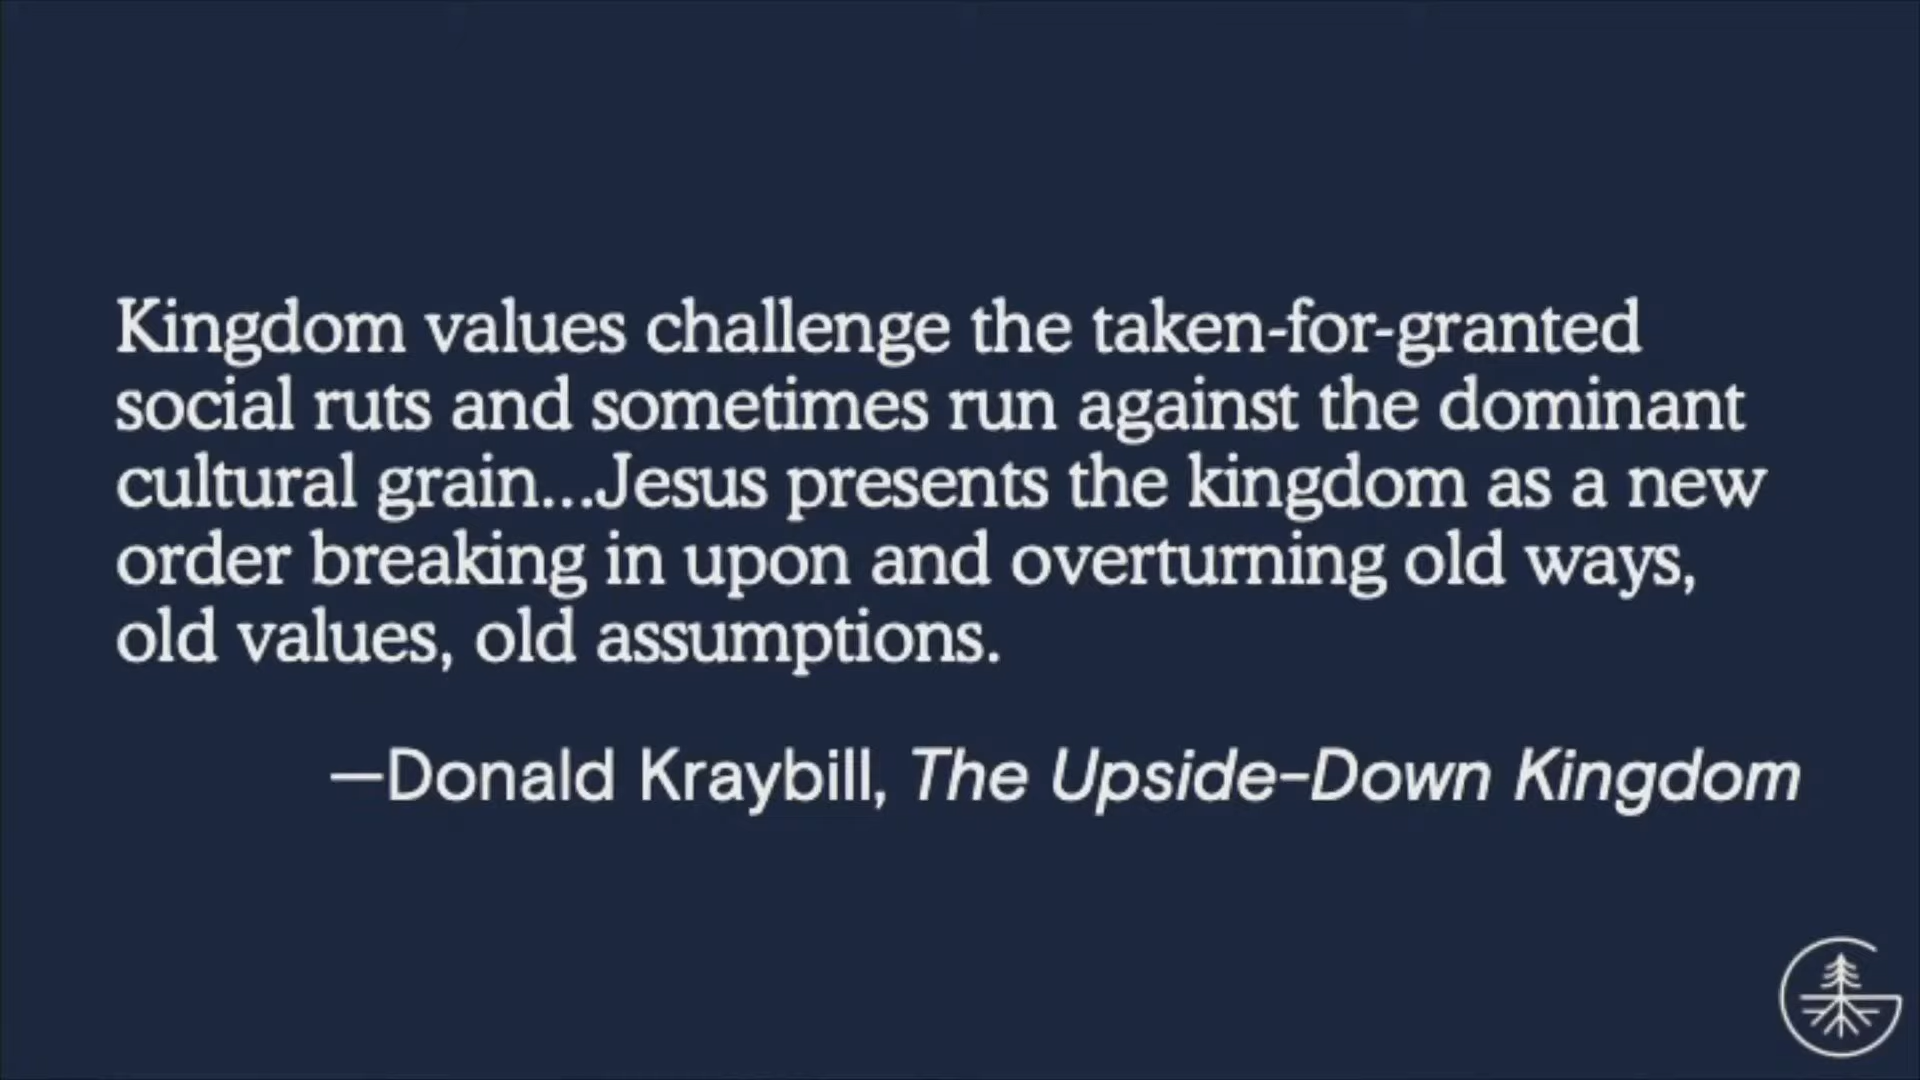 Kingdom values challenge the taken-for-granted
social ruts and sometimes run against the dominant
cultural grain...Jesus presents the kingdom as a new
order breaking in upon and overturning old ways,
old values, old assumptions.
—Donald Kraybill, The Upside-Down Kingdom